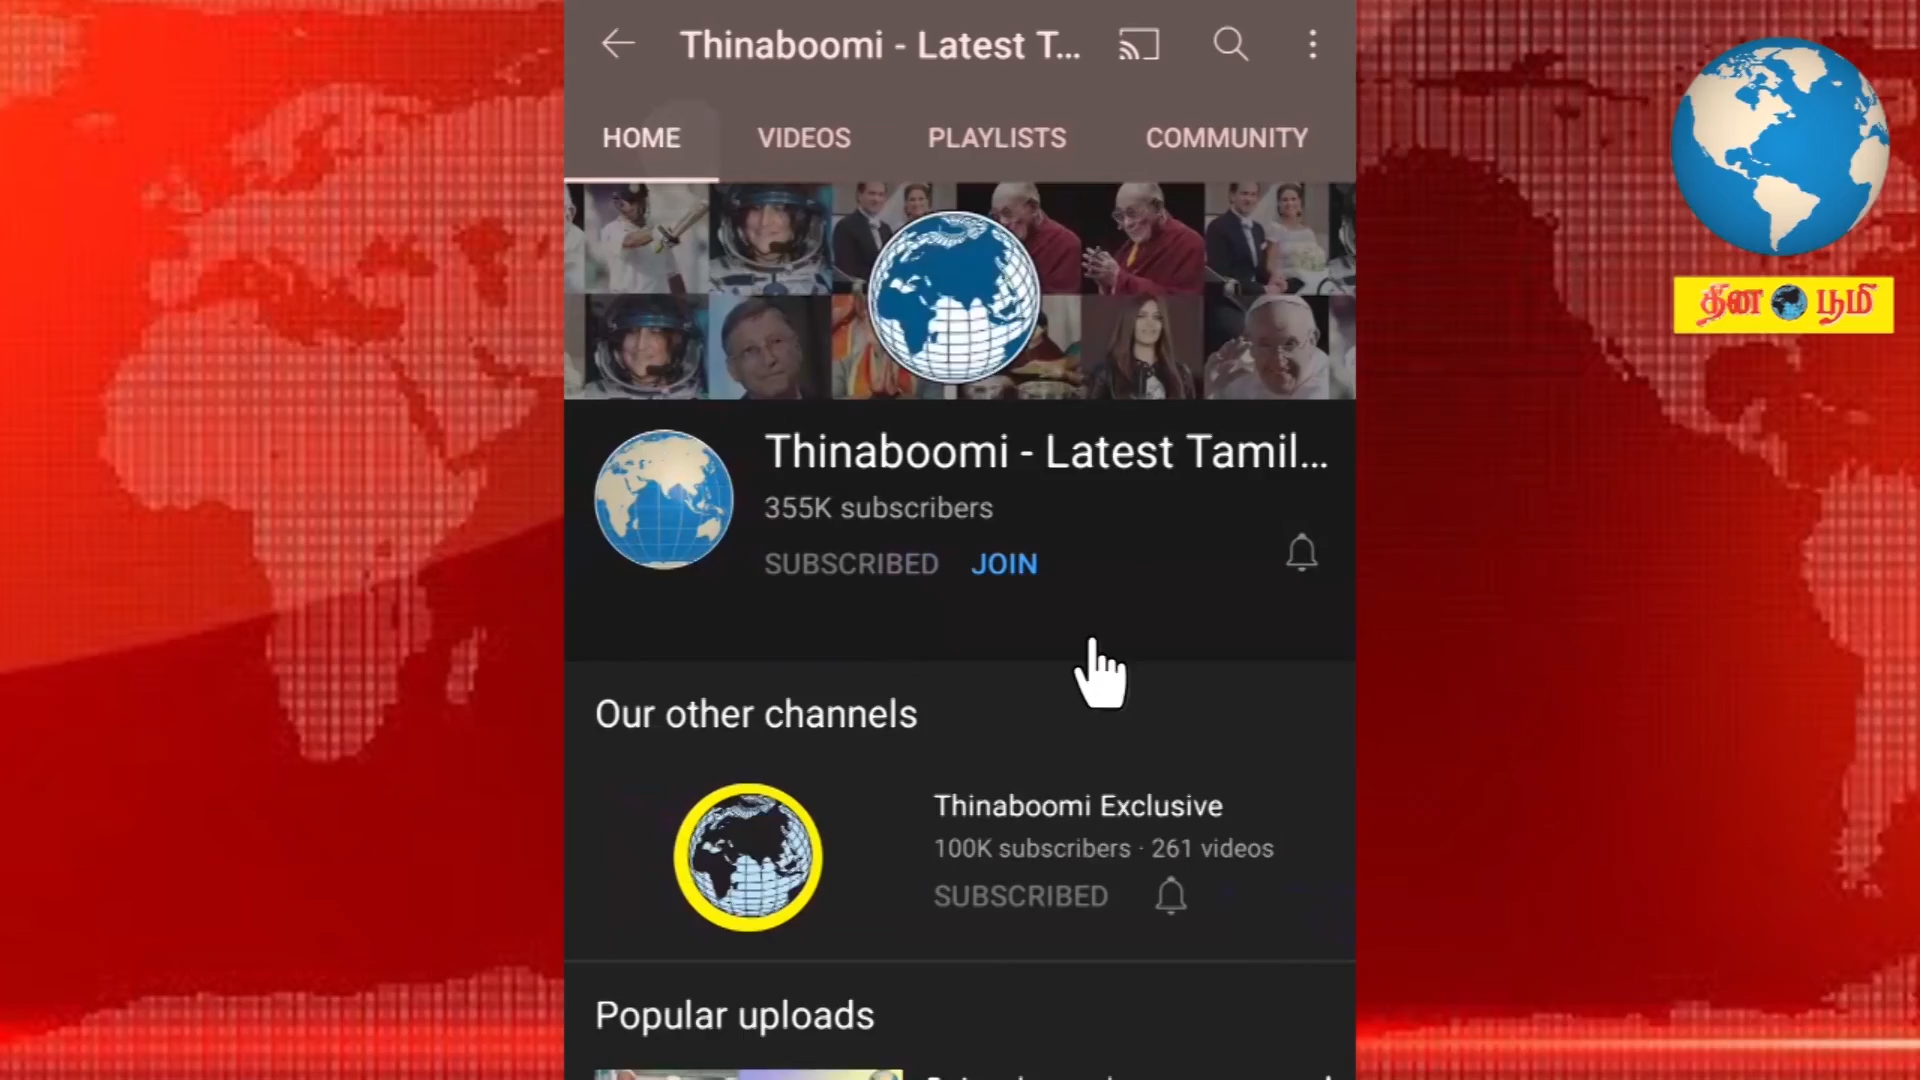 Thinaboomi - Latest T...
HOME VIDEOS PLAYLISTS COMMUNITY
தின பூமி
Thinaboomi - Latest Tamil...
355K subscribers
SUBSCRIBED JOIN
Our other channels
Thinaboomi Exclusive
100K subscribers · 261 videos
SUBSCRIBED
Popular uploads